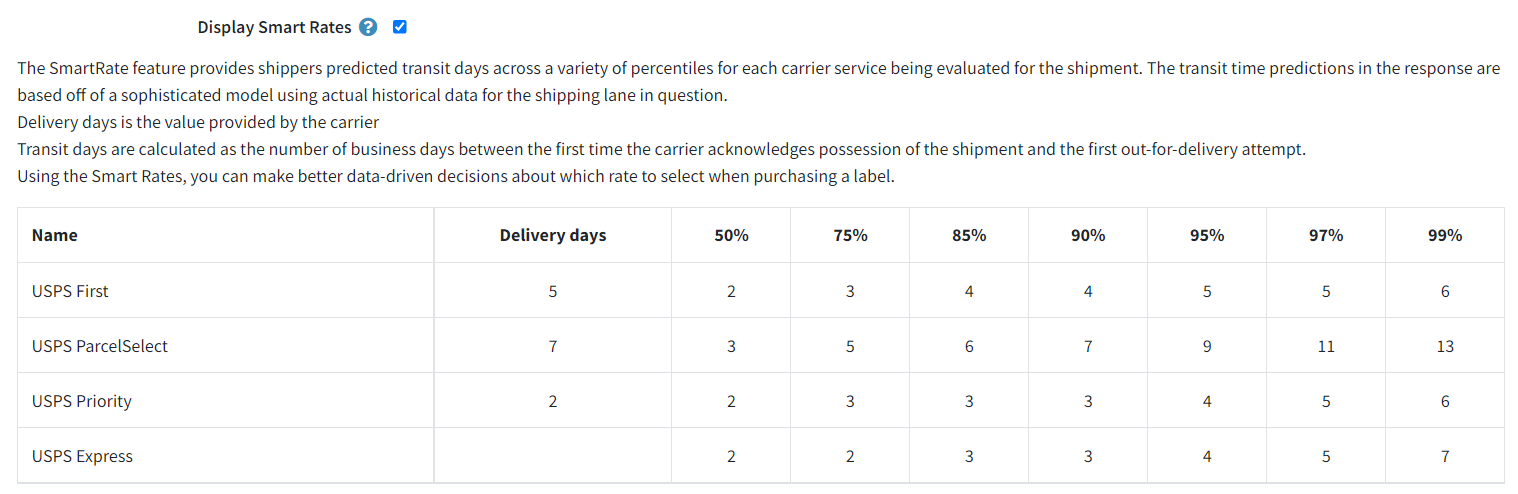 Display Smart Rates ?
The SmartRate feature provides shippers predicted transit days across a variety of percentiles for each carrier service being evaluated for the shipment. The transit time predictions in the response are
based off of a sophisticated model using actual historical data for the shipping lane in question.
Delivery days is the value provided by the carrier
Transit days are calculated as the number of business days between the first time the carrier acknowledges possession of the shipment and the first out-for-delivery attempt.
Using the Smart Rates, you can make better data-driven decisions about which rate to select when purchasing a label.
Name Delivery days 50% 75% 85% 90% 95% 97% 99%
USPS First 5 2 3 4 4 5 5 6
USPS ParcelSelect 7 3 5 6 7 9 11 13
USPS Priority 2 2 3 3 3 4 5 6
USPS Express 2 2 3 3 4 5 7